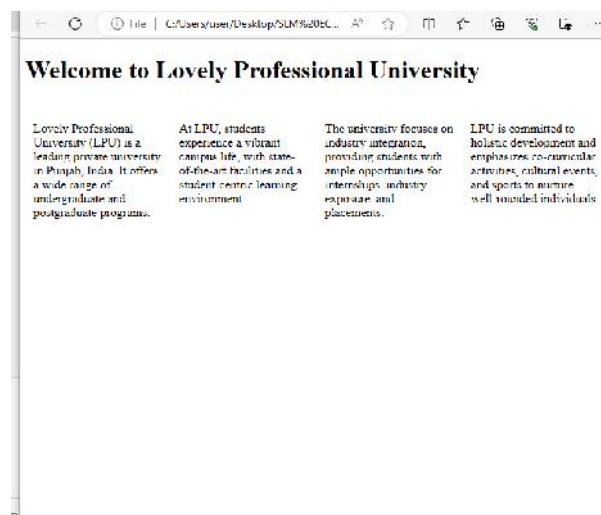 File | C:/Users/user/Desktop/SLM%20EC...
Welcome to Lovely Professional University
Lovely Professional
University (LPU) is a
leading private university
in Punjab, India. It offers
a wide range of
undergraduate and
postgraduate programs.
At LPU, students
experience a vibrant
campus life, with state-
of-the-art facilities and a
student-centric learning
environment.
The university focuses on
industry integration,
providing students with
ample opportunities for
internships, industry
exposure, and
placements.
LPU is committed to
holistic development and
emphasizes co-curricular
activities, cultural events,
and sports to nurture
well-rounded individuals.